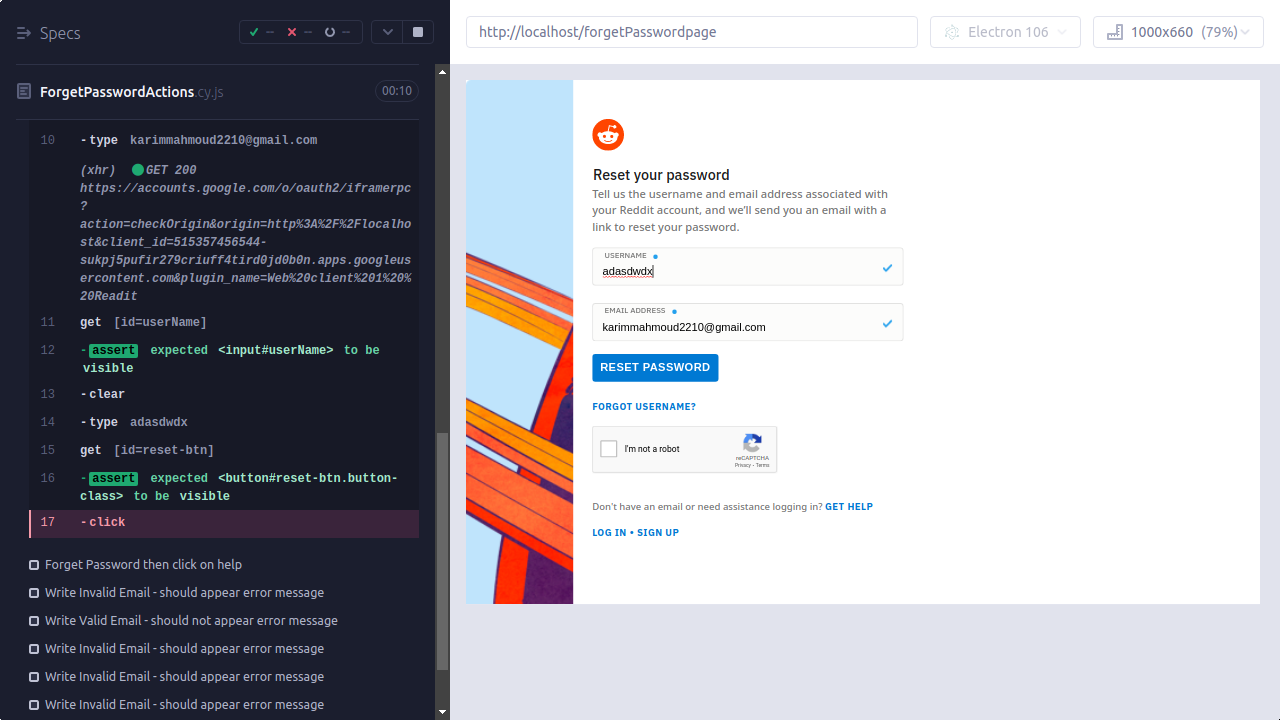 Specs
--
--
--
ForgetPasswordActions.cy.js
00:10
10 -type karimmahmoud2210@gmail.com
(xhr) GET 200
https://accounts.google.com/o/oauth2/iframerpc
?
action=checkOrigin&origin=http%3A%2F%2Flocalho
st&client_id=515357456544-
sukpj5pufir279criuff4tird0jd0b0n.apps.googleus
ercontent.com&plugin_name=Web%20client%201%20%
20Readit
11 get [id=userName]
12 -assert expected <input#userName> to be
visible
13 -clear
14 -type adasdwdx
15 get [id=reset-btn]
16 -assert expected <button#reset-btn.button-
class> to be visible
17 -click
Forget Password then click on help
Write Invalid Email - should appear error message
Write Valid Email - should not appear error message
Write Invalid Email - should appear error message
Write Invalid Email - should appear error message
Write Invalid Email - should appear error message
http://localhost/forgetPasswordpage
Electron 106
1000x660 (79%)
Reset your password
Tell us the username and email address associated with
your Reddit account, and we'll send you an email with a
link to reset your password.
USERNAME
adasdwdx
EMAIL ADDRESS
karimmahmoud2210@gmail.com
RESET PASSWORD
FORGOT USERNAME?
I'm not a robot
reCAPTCHA
Privacy - Terms
Don't have an email or need assistance logging in? GET HELP
LOG IN • SIGN UP